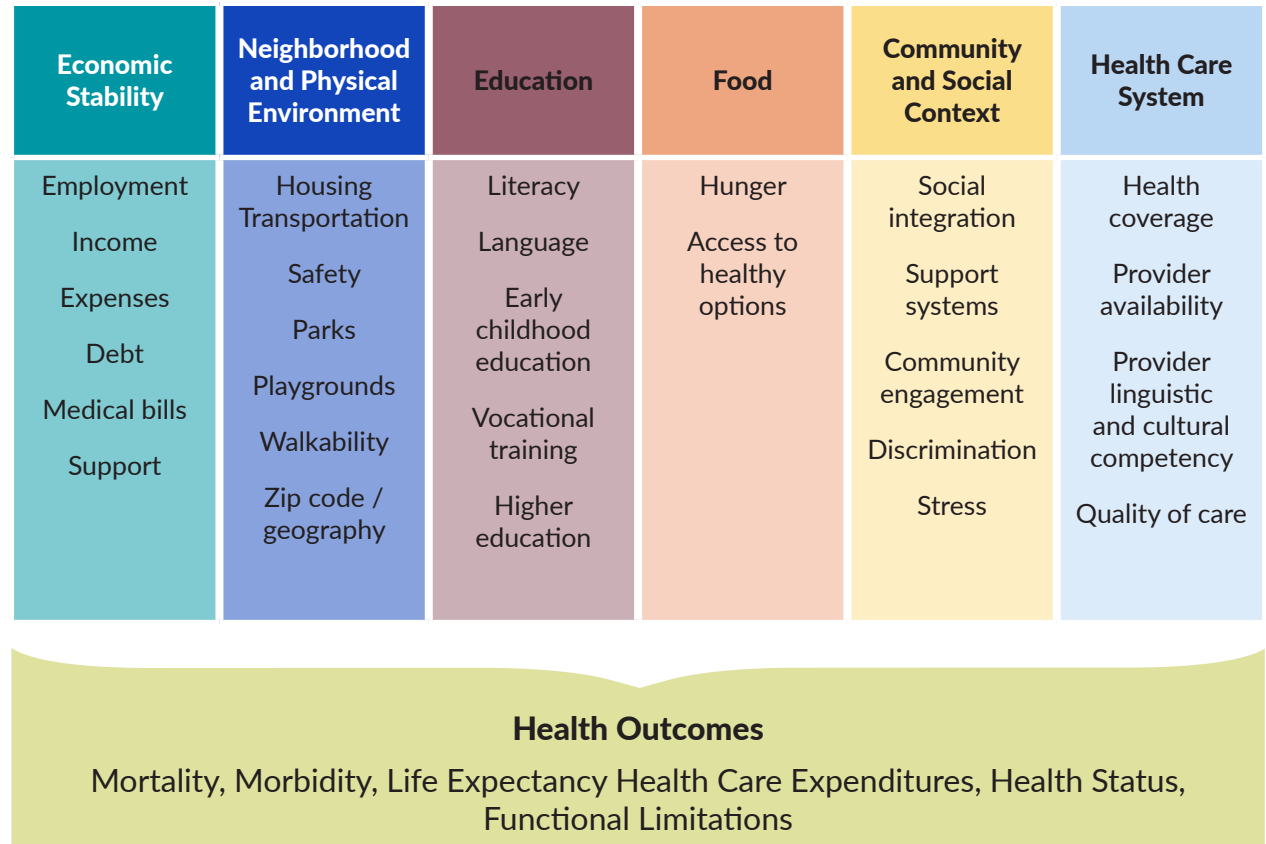 Economic
Stability
Neighborhood
and Physical
Environment
Education
Food
Community
and Social
Context
Health Care
System
Employment
Income
Expenses
Debt
Medical bills
Support
Housing
Transportation
Safety
Parks
Playgrounds
Walkability
Zip code /
geography
Literacy
Language
Early
childhood
education
Vocational
training
Higher
education
Hunger
Access to
healthy
options
Social
integration
Support
systems
Community
engagement
Discrimination
Stress
Health
coverage
Provider
availability
Provider
linguistic
and cultural
competency
Quality of care
Health Outcomes
Mortality, Morbidity, Life Expectancy Health Care Expenditures, Health Status,
Functional Limitations